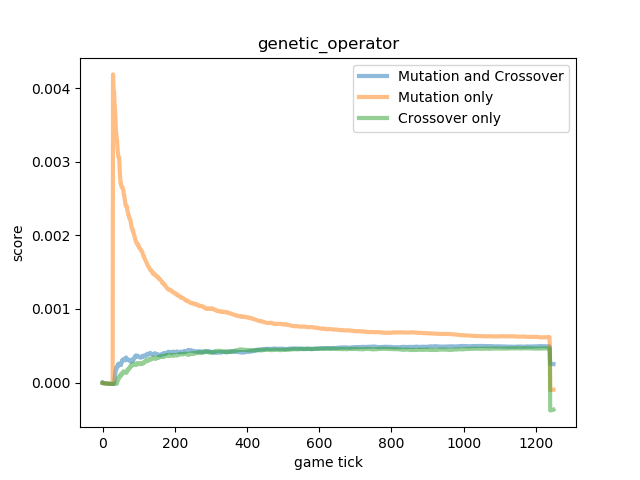 genetic_operator
Mutation and Crossover
Mutation only
Crossover only
score
0.004
0.003
0.002
0.001
0.000
0 200 400 600 800 1000 1200
game tick